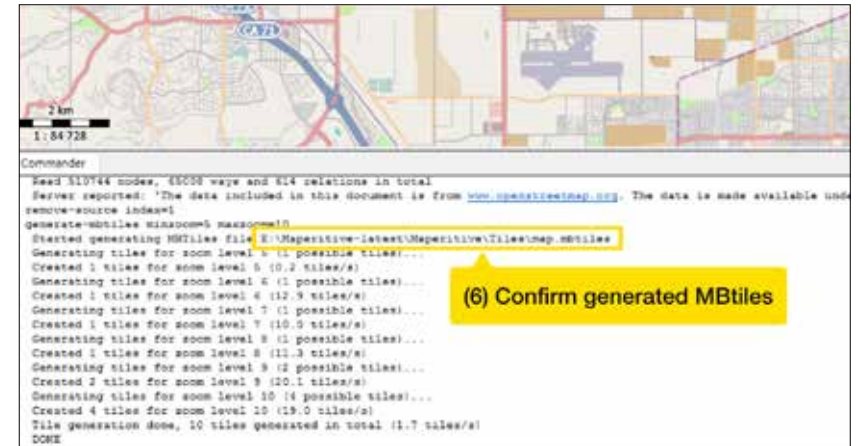 CA 71
2 km
1 : 84 728
Commander
Read 510744 nodes, 65008 ways and 614 relations in total
Server reported: 'The data included in this document is from www.openstreetmap.org. The data is made available unde
remove-source index=1
generate-mbtiles minzoom=5 maxzoom=10
Started generating MBTiles file E:\Maperitive-latest\Maperitive\Tiles\map.mbtiles
Generating tiles for zoom level 5 (1 possible tiles)...
Created 1 tiles for zoom level 5 (0.2 tiles/s)
Generating tiles for zoom level 6 (1 possible tiles)...
Created 1 tiles for zoom level 6 (12.9 tiles/s)
Generating tiles for zoom level 7 (1 possible tiles)...
Created 1 tiles for zoom level 7 (10.5 tiles/s)
Generating tiles for zoom level 8 (1 possible tiles)...
Created 1 tiles for zoom level 8 (11.3 tiles/s)
Generating tiles for zoom level 9 (2 possible tiles)...
Created 2 tiles for zoom level 9 (20.1 tiles/s)
Generating tiles for zoom level 10 (4 possible tiles)...
Created 4 tiles for zoom level 10 (19.0 tiles/s)
Tile generation done, 10 tiles generated in total (1.7 tiles/s)
DONE
(6) Confirm generated MBtiles